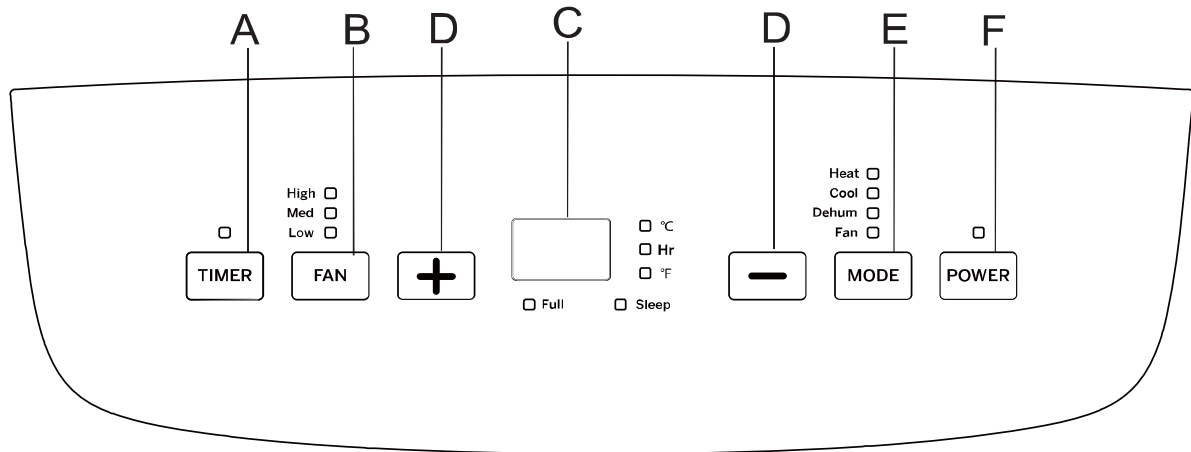 A B D C D E F
High
Med
Low
Heat
Cool
Dehum
Fan
°C
Hr
°F
TIMER FAN + − MODE POWER
Full Sleep